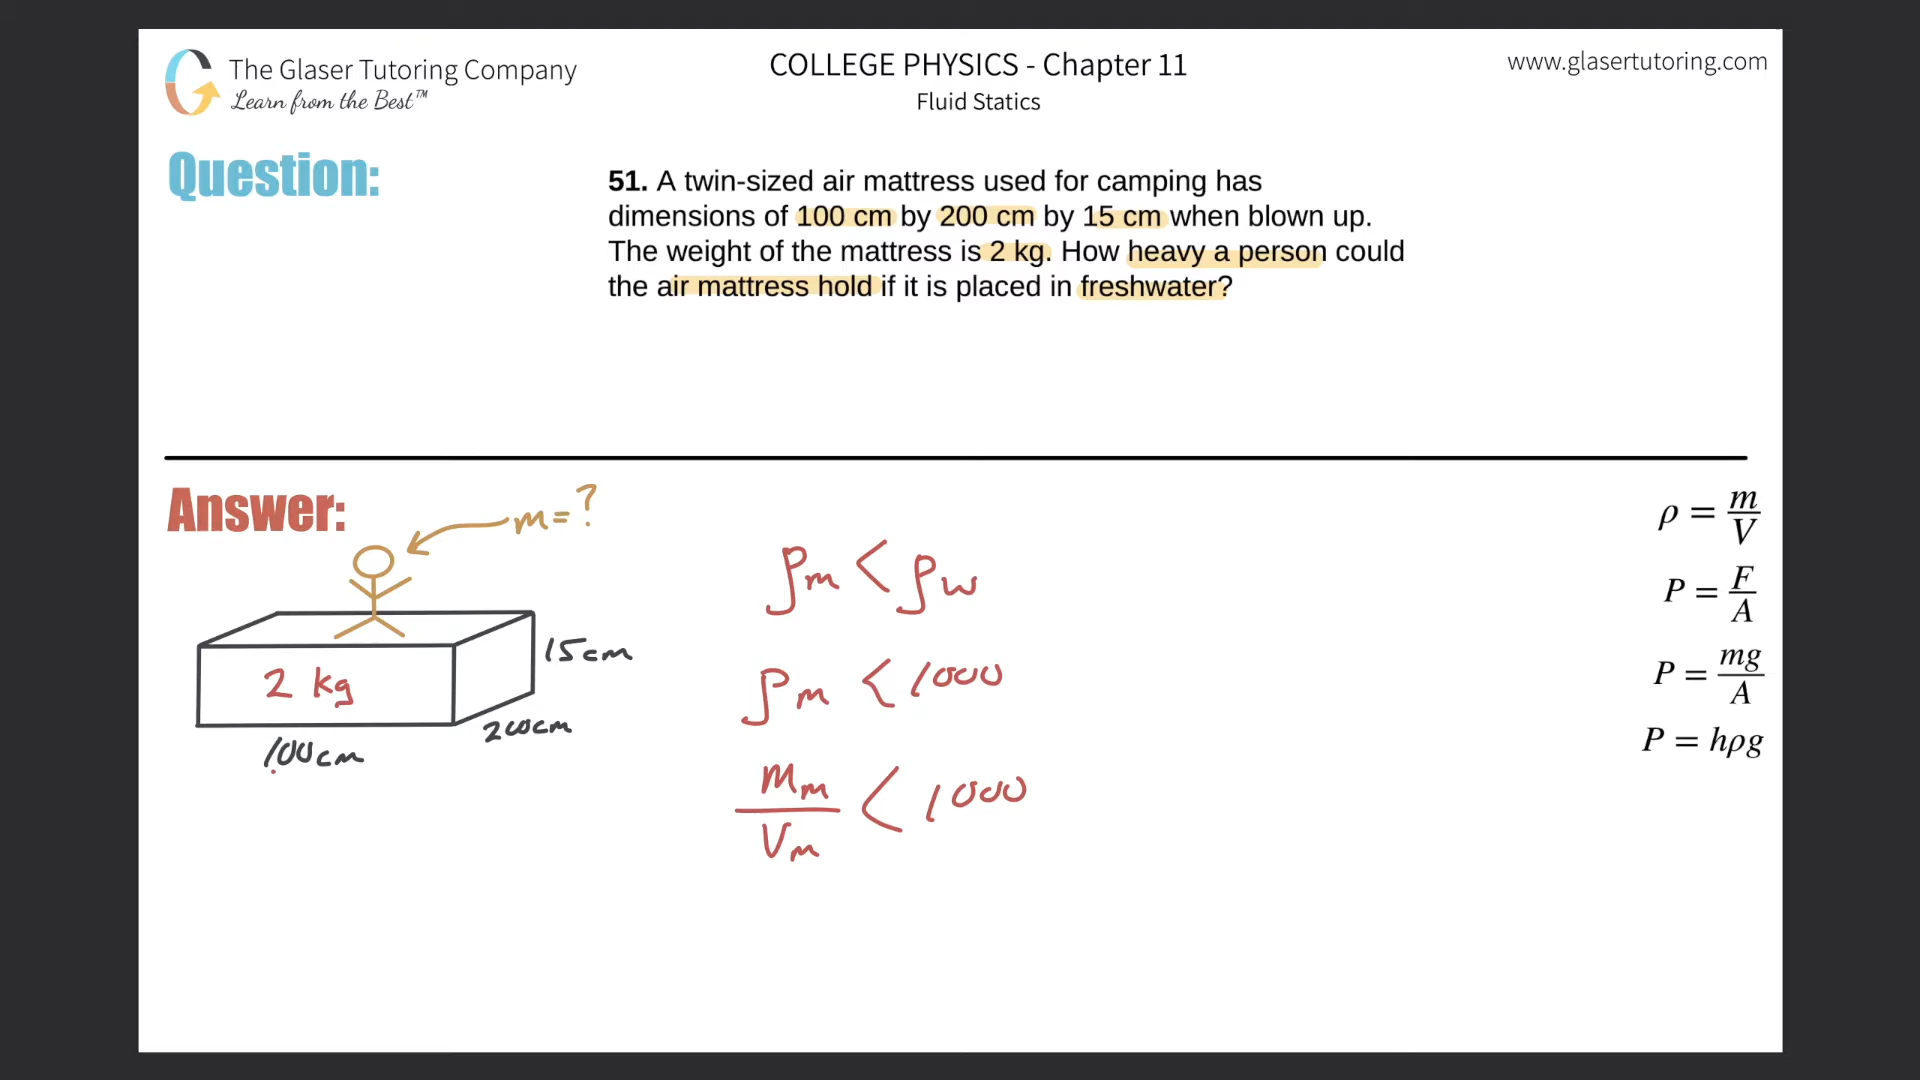 The Glaser Tutoring Company
Learn from the Best™
COLLEGE PHYSICS - Chapter 11
Fluid Statics
www.glasertutoring.com
Question:
51. A twin-sized air mattress used for camping has
dimensions of 100 cm by 200 cm by 15 cm when blown up.
The weight of the mattress is 2 kg. How heavy a person could
the air mattress hold if it is placed in freshwater?
Answer:
m = ?
2 kg
15cm
200cm
100cm
ρm < ρw
ρm < 1000
mm / Vm < 1000
ρ = m / V
P = F / A
P = mg / A
P = hρg